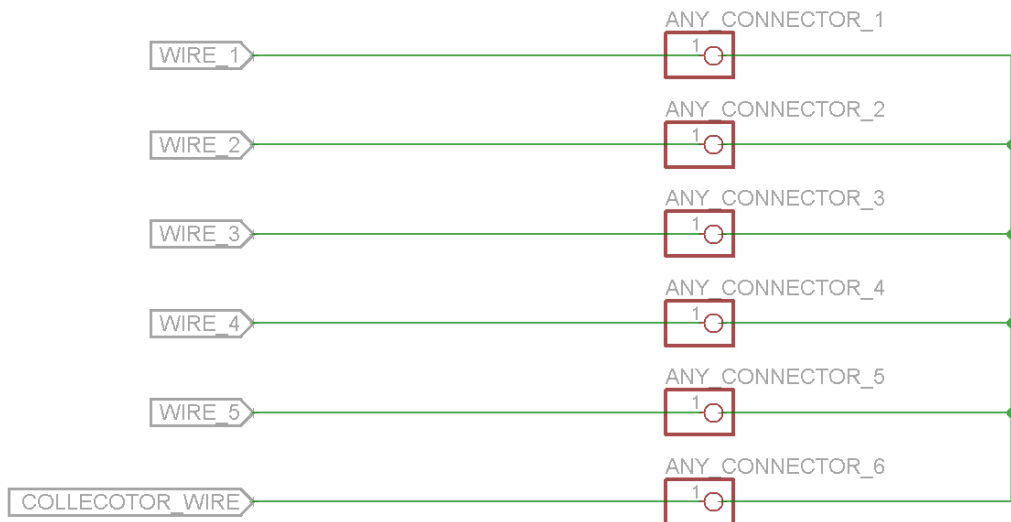 ANY_CONNECTOR_1
WIRE_1 1
ANY_CONNECTOR_2
WIRE_2 1
ANY_CONNECTOR_3
WIRE_3 1
ANY_CONNECTOR_4
WIRE_4 1
ANY_CONNECTOR_5
WIRE_5 1
ANY_CONNECTOR_6
COLLECOTOR_WIRE 1